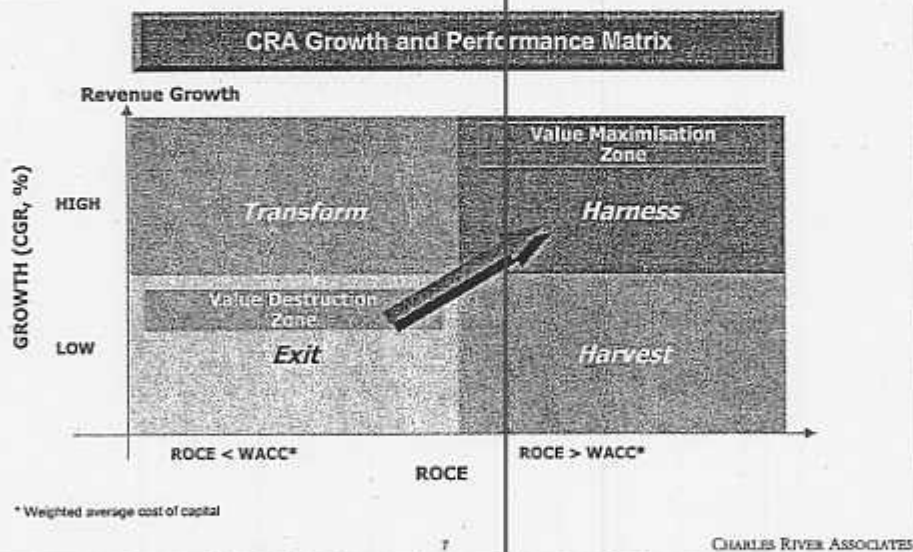 CRA Growth and Performance Matrix
Revenue Growth
Value Maximisation
Zone
GROWTH (CGR, %)
HIGH
Transform
Harness
Value Destruction
Zone
LOW
Exit
Harvest
ROCE < WACC*
ROCE > WACC*
ROCE
* Weighted average cost of capital
7
CHARLES RIVER ASSOCIATES